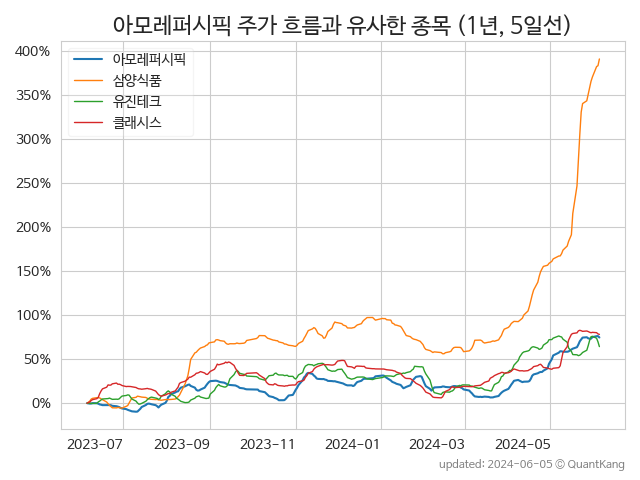 아모레퍼시픽 주가 흐름과 유사한 종목 (1년, 5일선)
400%
350%
300%
250%
200%
150%
100%
50%
0%
아모레퍼시픽
삼양식품
유진테크
클래시스
2023-07
2023-09
2023-11
2024-01
2024-03
2024-05
updated: 2024-06-05 © QuantKang